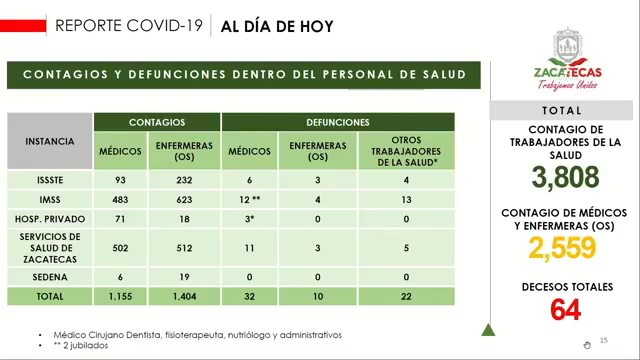 REPORTE COVID-19 AL DÍA DE HOY
CONTAGIOS Y DEFUNCIONES DENTRO DEL PERSONAL DE SALUD
ZACATECAS
Trabajemos Unidos
INSTANCIA CONTAGIOS DEFUNCIONES
MÉDICOS ENFERMERAS (OS) MÉDICOS ENFERMERAS (OS) OTROS TRABAJADORES DE LA SALUD*
ISSSTE 93 232 6 3 4
IMSS 483 623 12 ** 4 13
HOSP. PRIVADO 71 18 3* 0 0
SERVICIOS DE SALUD DE ZACATECAS 502 512 11 3 5
SEDENA 6 19 0 0 0
TOTAL 1,155 1,404 32 10 22
• Médico Cirujano Dentista, fisioterapeuta, nutriólogo y administrativos
• ** 2 jubilados
TOTAL
CONTAGIO DE
TRABAJADORES DE LA
SALUD
3,808
CONTAGIO DE MÉDICOS
Y ENFERMERAS (OS)
2,559
DECESOS TOTALES
64
15